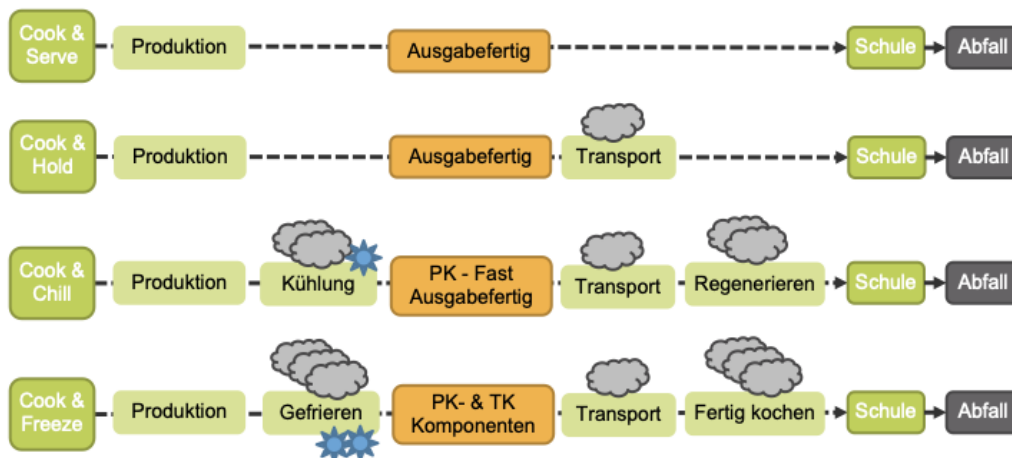 Cook &
Serve
Produktion
Ausgabefertig
Schule
Abfall
Cook &
Hold
Produktion
Ausgabefertig
Transport
Schule
Abfall
Cook &
Chill
Produktion
Kühlung
PK - Fast
Ausgabefertig
Transport
Regenerieren
Schule
Abfall
Cook &
Freeze
Produktion
Gefrieren
PK- & TK
Komponenten
Transport
Fertig kochen
Schule
Abfall